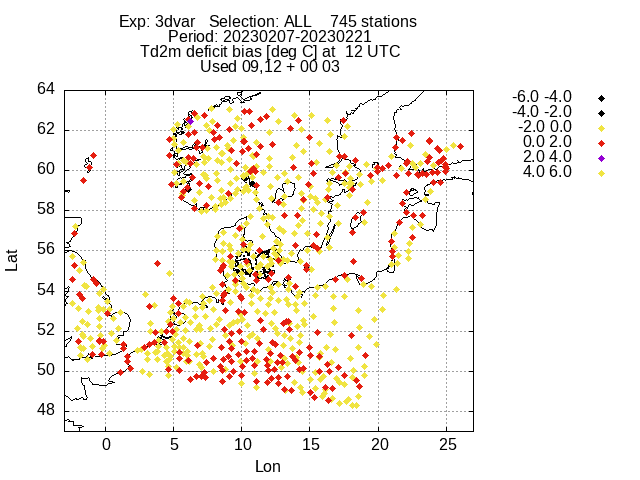 Exp: 3dvar   Selection: ALL    745 stations
Period: 20230207-20230221
Td2m deficit bias [deg C] at  12 UTC
Used 09,12 + 00 03
-6.0 -4.0
-4.0 -2.0
-2.0 0.0
0.0 2.0
2.0 4.0
4.0 6.0
64
62
60
58
56
54
52
50
48
Lat
0 5 10 15 20 25
Lon